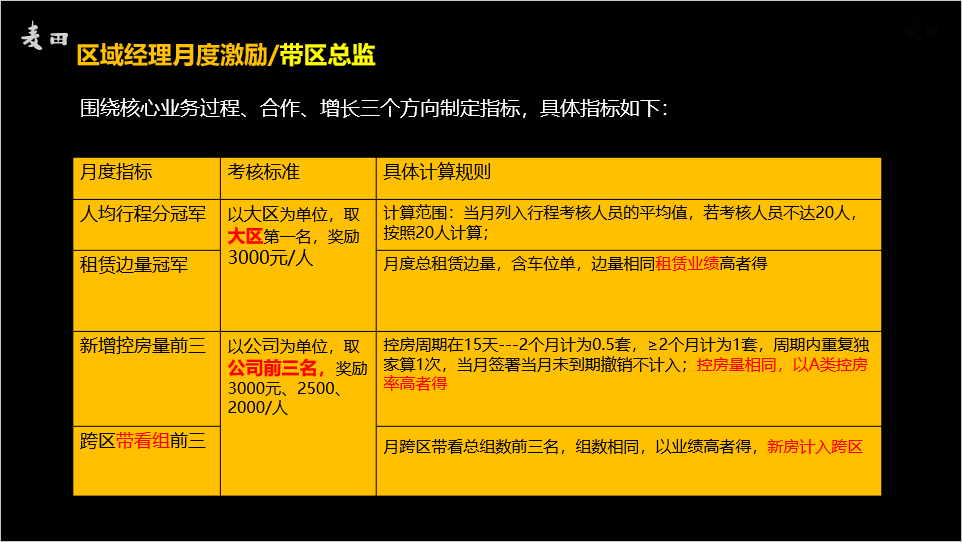 麦田
区域经理月度激励/带区总监
围绕核心业务过程、合作、增长三个方向制定指标，具体指标如下：
月度指标
考核标准
具体计算规则
人均行程分冠军
以大区为单位，取
大区第一名，奖励
3000元/人
计算范围：当月列入行程考核人员的平均值，若考核人员不达20人，
按照20人计算；
租赁边量冠军
月度总租赁边量，含车位单，边量相同租赁业绩高者得
新增控房量前三
以公司为单位，取
公司前三名，奖励
3000元、2500、
2000/人
控房周期在15天---2个月计为0.5套，≥2个月计为1套，周期内重复独
家算1次，当月签署当月未到期撤销不计入；控房量相同，以A类控房
率高者得
跨区带看组前三
月跨区带看总组数前三名，组数相同，以业绩高者得，新房计入跨区